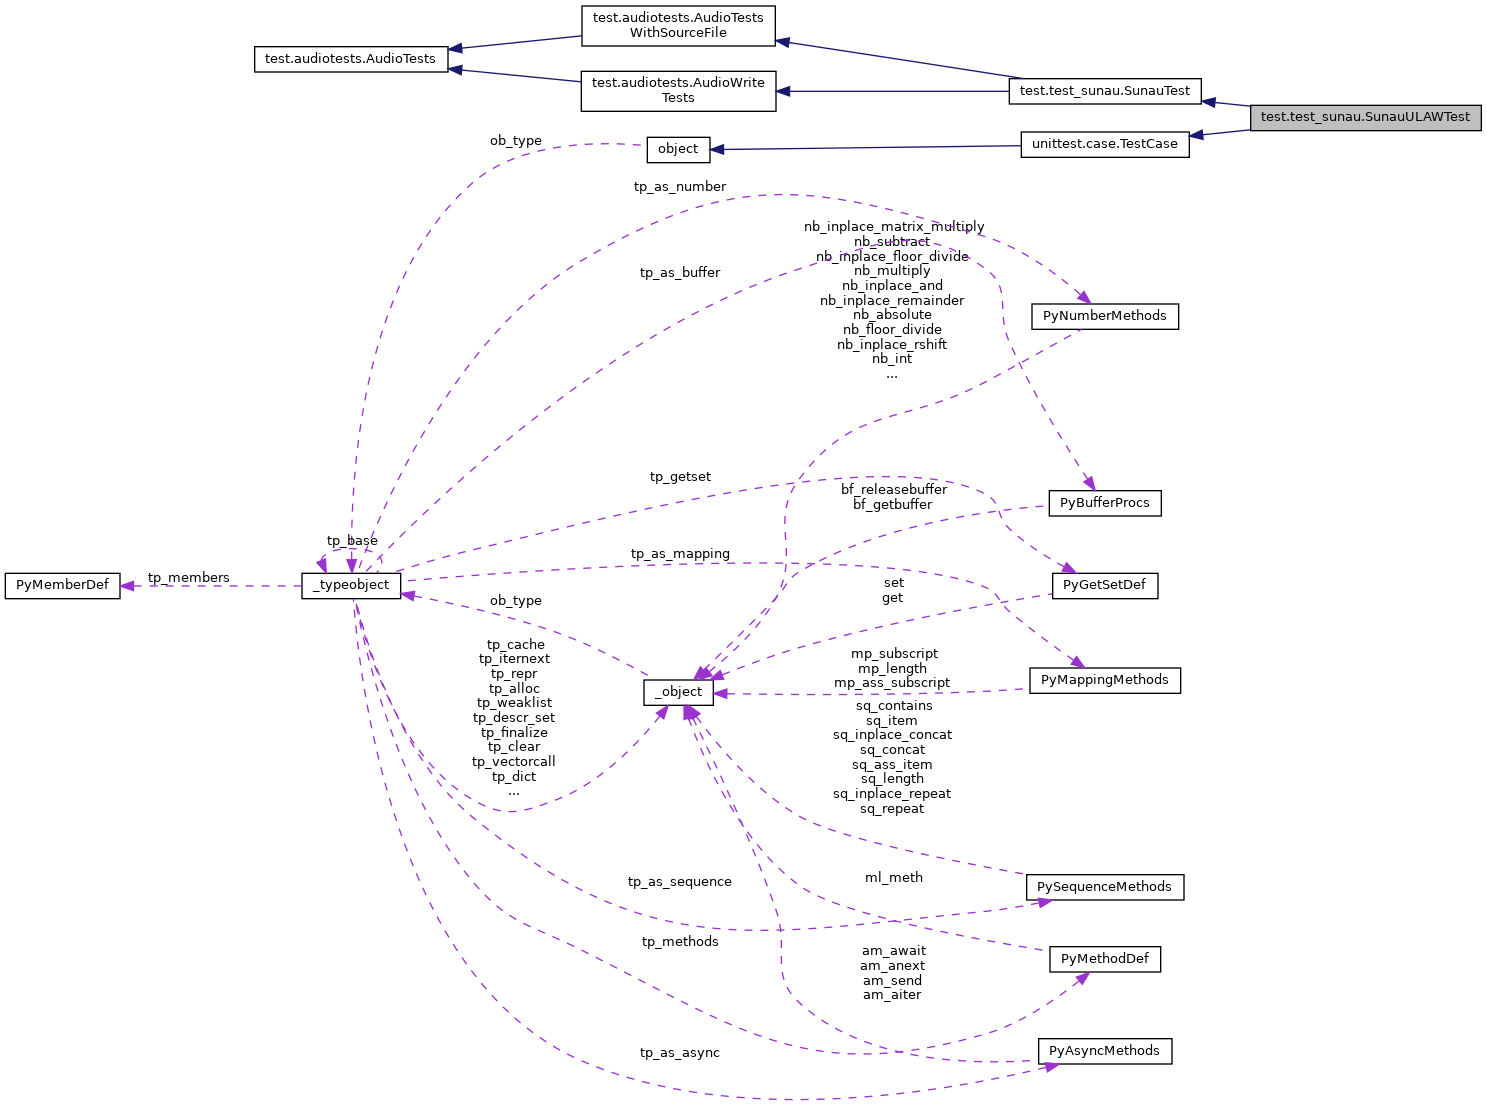 test.audiotests.AudioTests
WithSourceFile
test.audiotests.AudioTests
test.audiotests.AudioWrite
Tests
test.test_sunau.SunauTest
test.test_sunau.SunauULAWTest
ob_type
object
unittest.case.TestCase
tp_as_number
nb_inplace_matrix_multiply
nb_subtract
nb_inplace_floor_divide
nb_multiply
nb_inplace_and
nb_inplace_remainder
nb_absolute
nb_floor_divide
nb_inplace_rshift
nb_int
...
tp_as_buffer
PyNumberMethods
tp_getset
bf_releasebuffer
bf_getbuffer
PyBufferProcs
tp_base
tp_as_mapping
PyMemberDef
tp_members
_typeobject
set
get
PyGetSetDef
ob_type
tp_cache
tp_iternext
tp_repr
tp_alloc
tp_weaklist
tp_descr_set
tp_finalize
tp_clear
tp_vectorcall
tp_dict
...
_object
mp_subscript
mp_length
mp_ass_subscript
PyMappingMethods
sq_contains
sq_item
sq_inplace_concat
sq_concat
sq_ass_item
sq_length
sq_inplace_repeat
sq_repeat
tp_as_sequence
ml_meth
PySequenceMethods
tp_methods
am_await
am_anext
am_send
am_aiter
PyMethodDef
tp_as_async
PyAsyncMethods